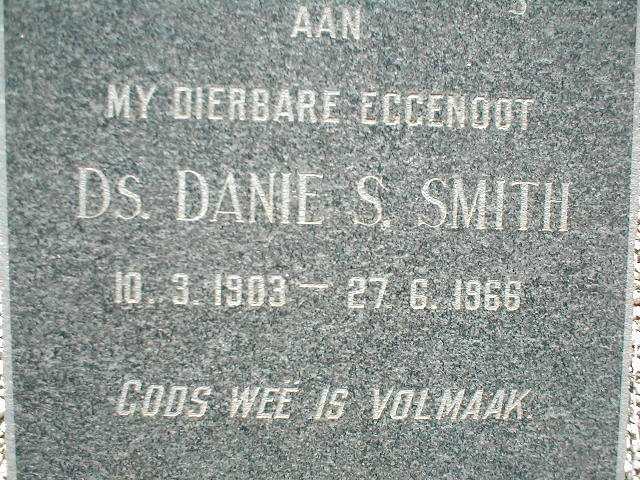 AAN
MY DIERBARE EGGENOOT
DS. DANIE S. SMITH
10. 3. 1903 — 27. 6. 1966
GODS WEË IS VOLMAAK.